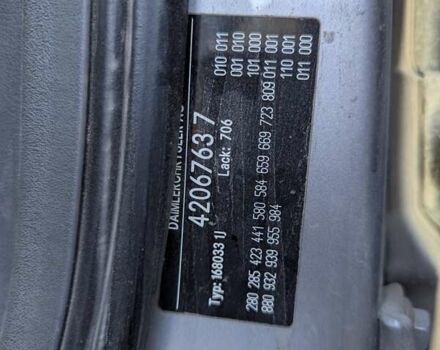 DAIMLERCHRYSLER AG
42067637
Typ: 168033 1J
Lack: 706
280 285 423 441 580 584 659 669 723 809
880 932 939 955 984
010 011
001 010
101 000
011 001
110 001
011 000